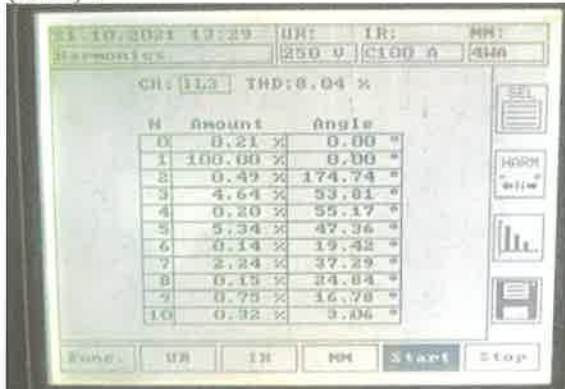 21.10.2021 13:29 UR: IR: MM:
Harmonics 250 U C100 A 4WA
CH: IL3 THD:8.04 %
SEL
N Amount Angle
0 0.21 % 0.00 °
1 100.00 % 0.00 °
HARM
2 0.49 % 174.74 °
3 4.64 % 53.81 °
4 0.20 % 55.17 °
5 5.34 % 47.36 °
6 0.14 % 19.42 °
7 2.24 % 37.29 °
8 0.15 % 24.84 °
9 0.75 % 16.78 °
10 0.32 % 3.06 °
Func. UR IR MM Start Stop